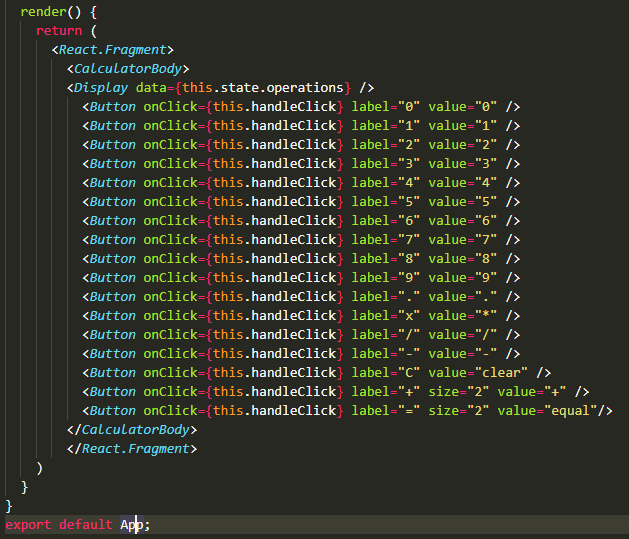 render() {
return (
<React.Fragment>
<CalculatorBody>
<Display data={this.state.operations} />
<Button onClick={this.handleClick} label="0" value="0" />
<Button onClick={this.handleClick} label="1" value="1" />
<Button onClick={this.handleClick} label="2" value="2" />
<Button onClick={this.handleClick} label="3" value="3" />
<Button onClick={this.handleClick} label="4" value="4" />
<Button onClick={this.handleClick} label="5" value="5" />
<Button onClick={this.handleClick} label="6" value="6" />
<Button onClick={this.handleClick} label="7" value="7" />
<Button onClick={this.handleClick} label="8" value="8" />
<Button onClick={this.handleClick} label="9" value="9" />
<Button onClick={this.handleClick} label="." value="." />
<Button onClick={this.handleClick} label="x" value="*" />
<Button onClick={this.handleClick} label="/" value="/" />
<Button onClick={this.handleClick} label="-" value="-" />
<Button onClick={this.handleClick} label="C" value="clear" />
<Button onClick={this.handleClick} label="+" size="2" value="+" />
<Button onClick={this.handleClick} label="=" size="2" value="equal"/>
</CalculatorBody>
</React.Fragment>
)
}
}
export default App;